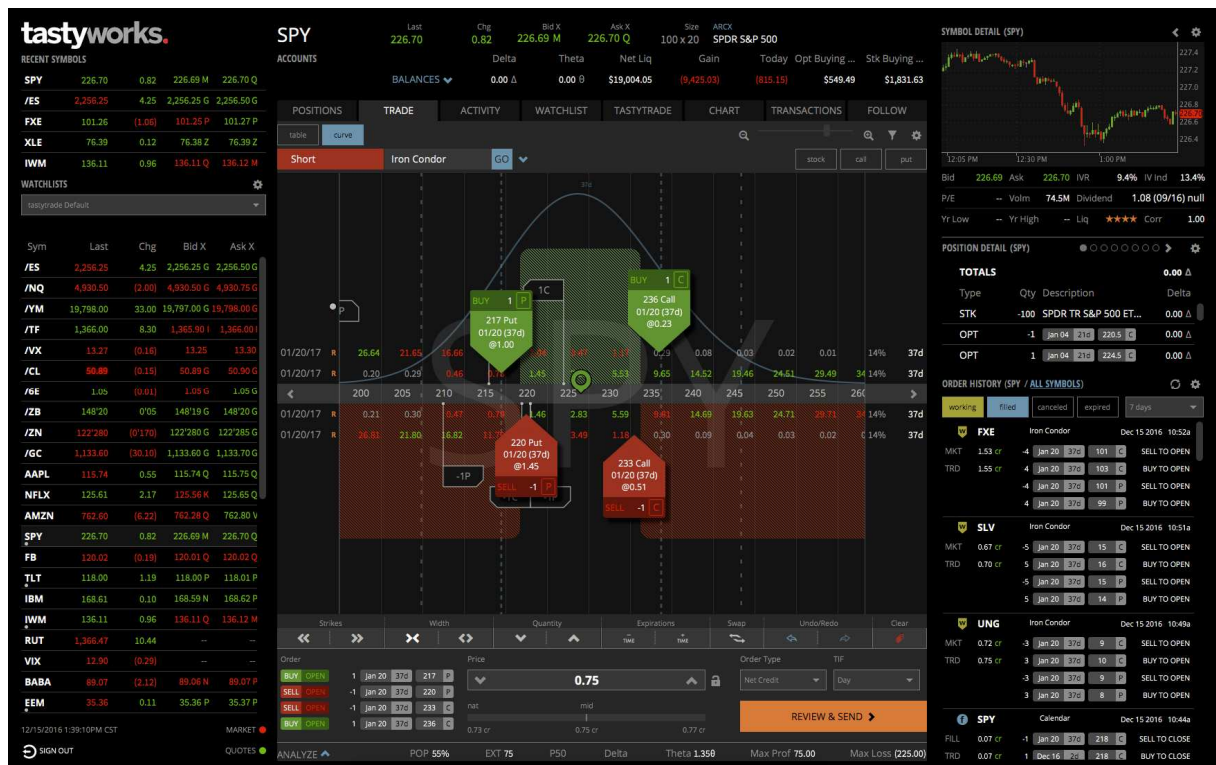 tastyworks.
RECENT SYMBOLS
SPY 226.70 0.82 226.69 M 226.70 Q
/ES 2,256.25 4.25 2,256.25 G 2,256.50 G
FXE 101.26 (1.06) 101.25 P 101.27 P
XLE 76.39 0.12 76.38 Z 76.39 Z
IWM 136.11 0.96 136.11 Q 136.12 M
WATCHLISTS
tastytrade Default
Sym Last Chg Bid X Ask X
/ES 2,256.25 4.25 2,256.25 G 2,256.50 G
/NQ 4,930.50 (2.00) 4,930.50 G 4,930.75 G
/YM 19,798.00 33.00 19,797.00 G 19,798.00 G
/TF 1,366.00 8.30 1,365.90 I 1,366.00 I
/VX 13.27 (0.16) 13.25 13.30
/CL 50.89 (0.15) 50.89 G 50.90 G
/6E 1.05 (0.01) 1.05 G 1.05 G
/ZB 148'20 0'05 148'19 G 148'20 G
/ZN 122'280 (0'170) 122'280 G 122'285 G
/GC 1,133.60 (30.10) 1,133.60 G 1,133.70 G
AAPL 115.74 0.55 115.74 Q 115.75 Q
NFLX 125.61 2.17 125.56 K 125.65 Q
AMZN 762.60 (6.22) 762.28 Q 762.80 V
SPY 226.70 0.82 226.69 M 226.70 Q
FB 120.02 (0.19) 120.01 Q 120.02 Q
TLT 118.00 1.19 118.00 P 118.01 P
IBM 168.61 0.10 168.59 N 168.62 P
IWM 136.11 0.96 136.11 Q 136.12 M
RUT 1,366.47 10.44 -- --
VIX 12.90 (0.29) -- --
BABA 89.07 (2.12) 89.06 N 89.07 P
EEM 35.36 0.11 35.36 P 35.37 P
12/15/2016 1:39:10PM CST MARKET
SIGN OUT QUOTES
Last Chg Bid X Ask X Size ARCX
SPY 226.70 0.82 226.69 M 226.70 Q 100 x 20 SPDR S&P 500
ACCOUNTS Delta Theta Net Liq Gain Today Opt Buying ... Stk Buying ...
BALANCES 0.00 Δ 0.00 θ $19,004.05 (9,425.03) (815.15) $549.49 $1,831.63
POSITIONS TRADE ACTIVITY WATCHLIST TASTYTRADE CHART TRANSACTIONS FOLLOW
table curve
Short Iron Condor GO stock call put
37d
BUY 1 P
217 Put
01/20 (37d)
@1.00
1C
BUY 1 C
236 Call
01/20 (37d)
@0.23
P
SPY
01/20/17 R 26.64 21.65 16.66 3.17 0.29 0.08 0.03 0.02 0.01 14% 37d
01/20/17 R 0.20 0.29 0.46 0.78 1.45 5.53 9.65 14.52 19.46 24.51 29.49 14% 37d
200 205 210 215 220 225 230 235 240 245 250 255 260
01/20/17 R 0.21 0.30 0.47 0.79 1.46 2.83 5.59 9.81 14.69 19.63 24.71 29.71 14% 37d
01/20/17 R 26.81 21.80 16.82 3.49 1.18 0.30 0.09 0.04 0.03 0.02 14% 37d
220 Put
01/20 (37d)
@1.45
SELL -1 P
233 Call
01/20 (37d)
@0.51
SELL -1 C
-1P
-1C -1P
Strikes Width Quantity Expirations Swap Undo/Redo Clear
TIME TIME
Order Price Order Type TIF
BUY OPEN 1 Jan 20 37d 217 P
SELL OPEN -1 Jan 20 37d 220 P
SELL OPEN -1 Jan 20 37d 233 C
BUY OPEN 1 Jan 20 37d 236 C
0.75
Net Credit Day
nat mid
0.73 cr 0.75 cr 0.77 cr
REVIEW & SEND
ANALYZE POP 55% EXT 75 P50 Delta Theta 1.350θ Max Prof 75.00 Max Loss (225.00)
SYMBOL DETAIL (SPY)
227.4
227.2
227.0
226.8
226.70
226.6
226.4
12:05 PM 12:30 PM 1:00 PM
Bid 226.69 Ask 226.70 IVR 9.4% IV Ind 13.4%
P/E -- Volm 74.5M Dividend 1.08 (09/16) null
Yr Low -- Yr High -- Liq ★★★★ Corr 1.00
POSITION DETAIL (SPY)
TOTALS 0.00 Δ
Type Qty Description Delta
STK -100 SPDR TR S&P 500 ET... 0.00 Δ
OPT -1 Jan 04 21d 220.5 C 0.00 Δ
OPT 1 Jan 04 21d 224.5 C 0.00 Δ
ORDER HISTORY (SPY / ALL SYMBOLS)
working filled canceled expired 7 days
W FXE Iron Condor Dec 15 2016 10:52a
MKT 1.53 cr -4 Jan 20 37d 101 C SELL TO OPEN
TRD 1.55 cr 4 Jan 20 37d 103 C BUY TO OPEN
-4 Jan 20 37d 101 P SELL TO OPEN
4 Jan 20 37d 99 P BUY TO OPEN
W SLV Iron Condor Dec 15 2016 10:51a
MKT 0.67 cr -5 Jan 20 37d 15 C SELL TO OPEN
TRD 0.70 cr 5 Jan 20 37d 16 C BUY TO OPEN
-5 Jan 20 37d 15 P SELL TO OPEN
5 Jan 20 37d 14 P BUY TO OPEN
W UNG Iron Condor Dec 15 2016 10:49a
MKT 0.72 cr -3 Jan 20 37d 9 C SELL TO OPEN
TRD 0.75 cr 3 Jan 20 37d 10 C BUY TO OPEN
-3 Jan 20 37d 9 P SELL TO OPEN
3 Jan 20 37d 8 P BUY TO OPEN
f SPY Calendar Dec 15 2016 10:44a
FILL 0.07 cr -1 Jan 20 37d 218 C SELL TO CLOSE
TRD 0.07 cr 1 Dec 16 2d 218 C BUY TO CLOSE